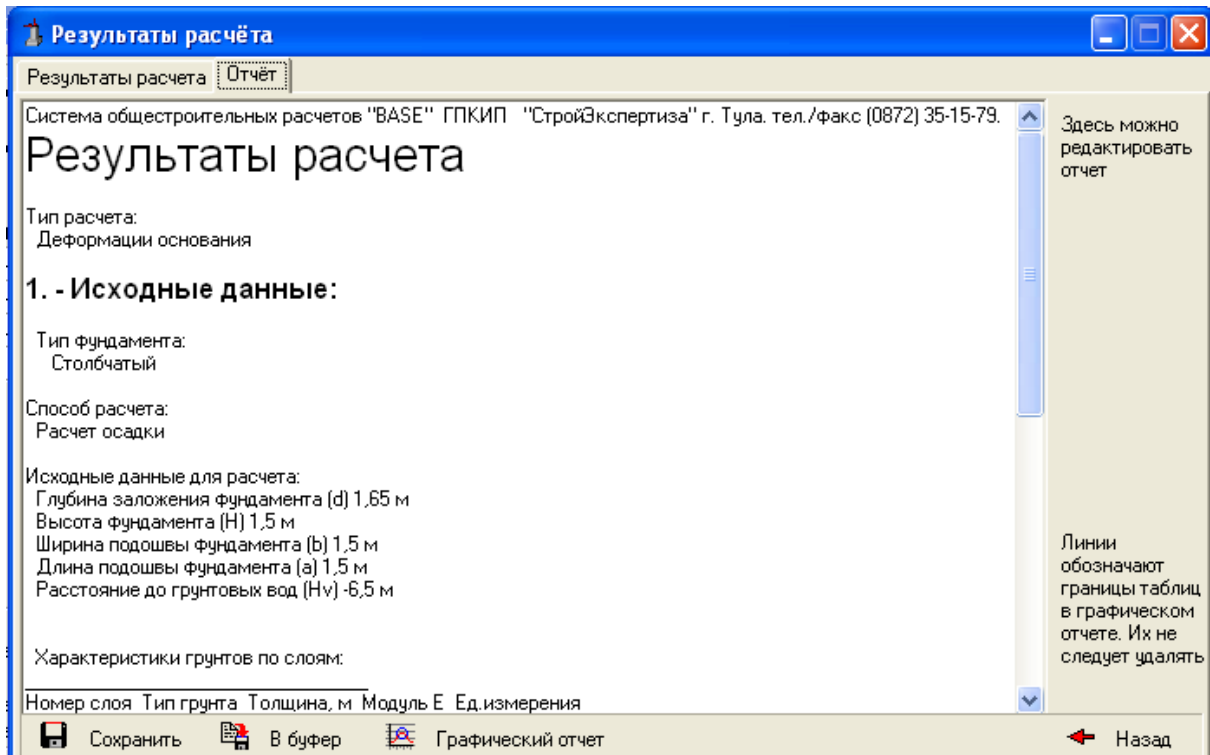 Результаты расчёта
Результаты расчета Отчёт
Система общестроительных расчетов "BASE" ГПКИП "СтройЭкспертиза" г. Тула. тел./факс (0872) 35-15-79.
Результаты расчета
Тип расчета:
Деформации основания
1. - Исходные данные:
Тип фундамента:
Столбчатый
Способ расчета:
Расчет осадки
Исходные данные для расчета:
Глубина заложения фундамента (d) 1,65 м
Высота фундамента (H) 1,5 м
Ширина подошвы фундамента (b) 1,5 м
Длина подошвы фундамента (a) 1,5 м
Расстояние до грунтовых вод (Hv) -6,5 м
Характеристики грунтов по слоям:
Номер слоя Тип грунта Толщина, м Модуль Е Ед.измерения
Здесь можно
редактировать
отчет
Линии
обозначают
границы таблиц
в графическом
отчете. Их не
следует удалять
Сохранить В буфер Графический отчет Назад